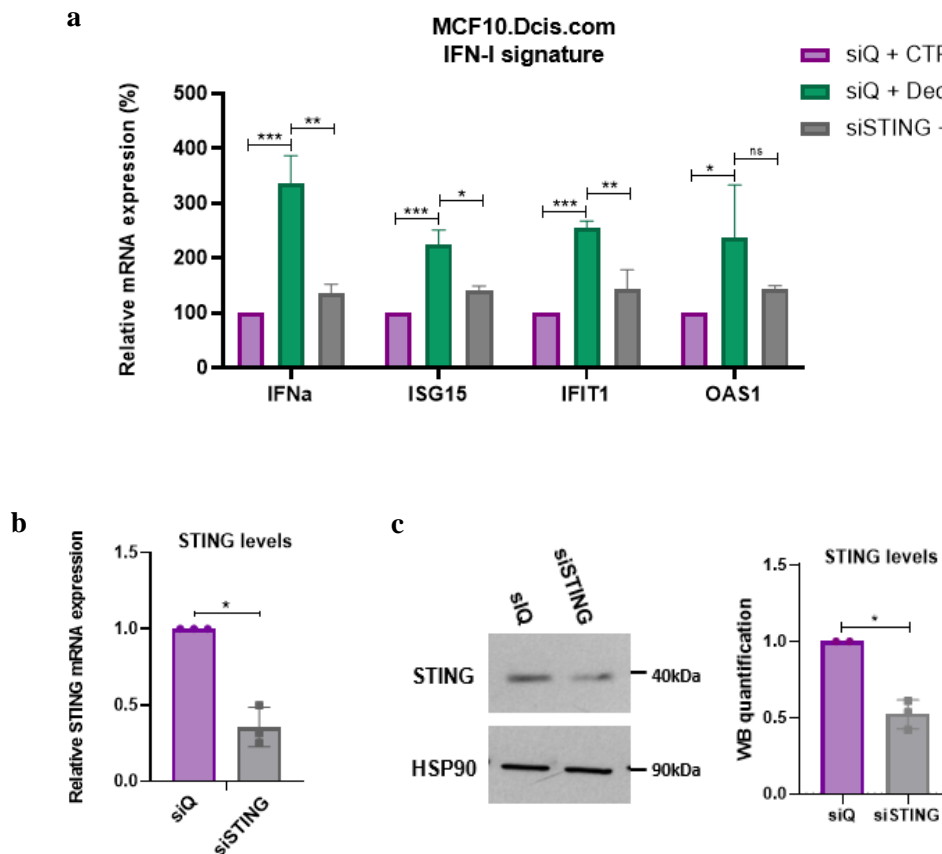 a
MCF10.Dcis.com
IFN-I signature
siQ +
siQ +
siSTING
Relative mRNA expression (%)
500
400
300
200
100
0
***
**
***
*
***
**
*
ns
IFNa
ISG15
IFIT1
OAS1
b
STING levels
Relative STING mRNA expression
1.5
1.0
0.5
0.0
*
siQ
siSTING
c
siQ
siSTING
STING
40kDa
HSP90
90kDa
STING levels
WB quantification
1.5
1.0
0.5
0.0
*
siQ
siSTING